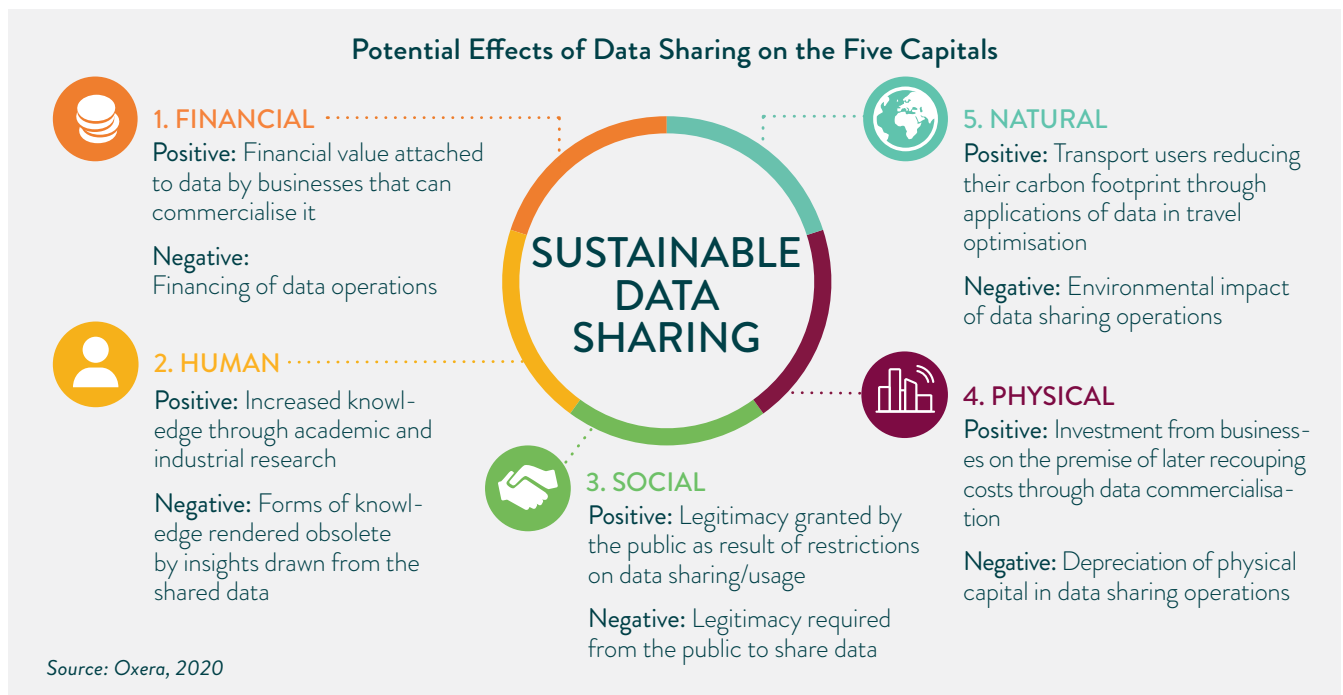 Potential Effects of Data Sharing on the Five Capitals
1. FINANCIAL
Positive: Financial value attached
to data by businesses that can
commercialise it
Negative:
Financing of data operations
2. HUMAN
Positive: Increased knowl-
edge through academic and
industrial research
Negative: Forms of knowl-
edge rendered obsolete
by insights drawn from the
shared data
SUSTAINABLE
DATA
SHARING
3. SOCIAL
Positive: Legitimacy granted by
the public as result of restrictions
on data sharing/usage
Negative: Legitimacy required
from the public to share data
4. PHYSICAL
Positive: Investment from business-
es on the premise of later recouping
costs through data commercialisa-
tion
Negative: Depreciation of physical
capital in data sharing operations
5. NATURAL
Positive: Transport users reducing
their carbon footprint through
applications of data in travel
optimisation
Negative: Environmental impact
of data sharing operations
Source: Oxera, 2020